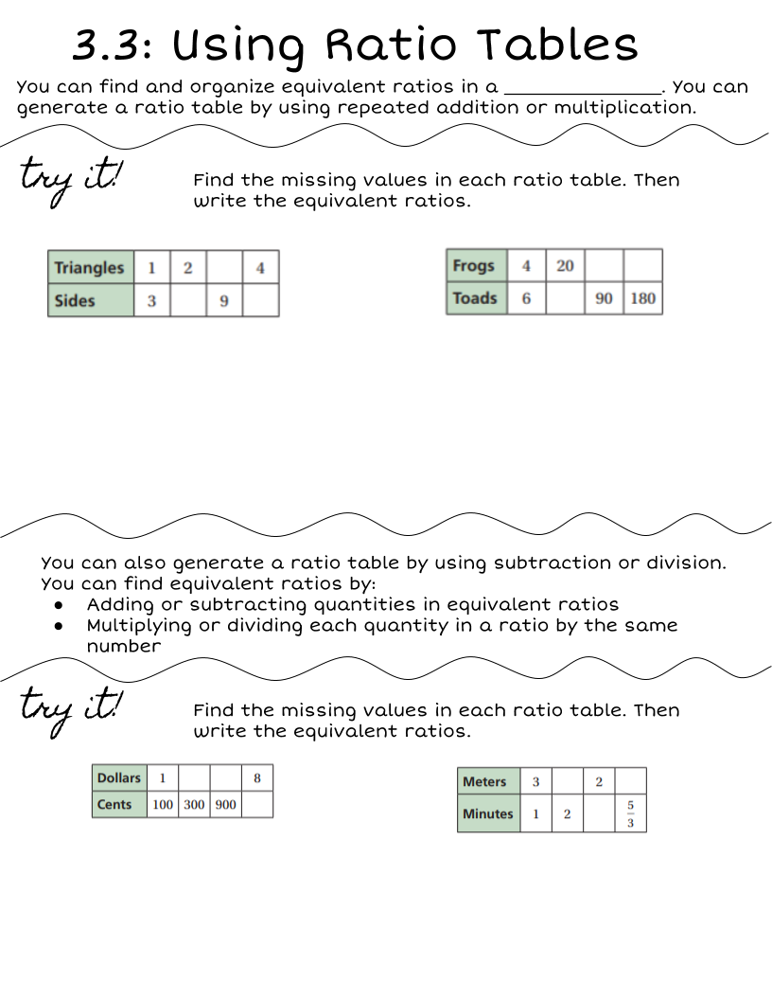 3.3: Using Ratio Tables
You can find and organize equivalent ratios in a _______________. You can
generate a ratio table by using repeated addition or multiplication.
try it!
Find the missing values in each ratio table. Then
write the equivalent ratios.
Triangles 1 2 4
Sides 3 9
Frogs 4 20
Toads 6 90 180
You can also generate a ratio table by using subtraction or division.
You can find equivalent ratios by:
● Adding or subtracting quantities in equivalent ratios
● Multiplying or dividing each quantity in a ratio by the same
number
try it!
Find the missing values in each ratio table. Then
write the equivalent ratios.
Dollars 1 8
Cents 100 300 900
Meters 3 2
Minutes 1 2 5/3